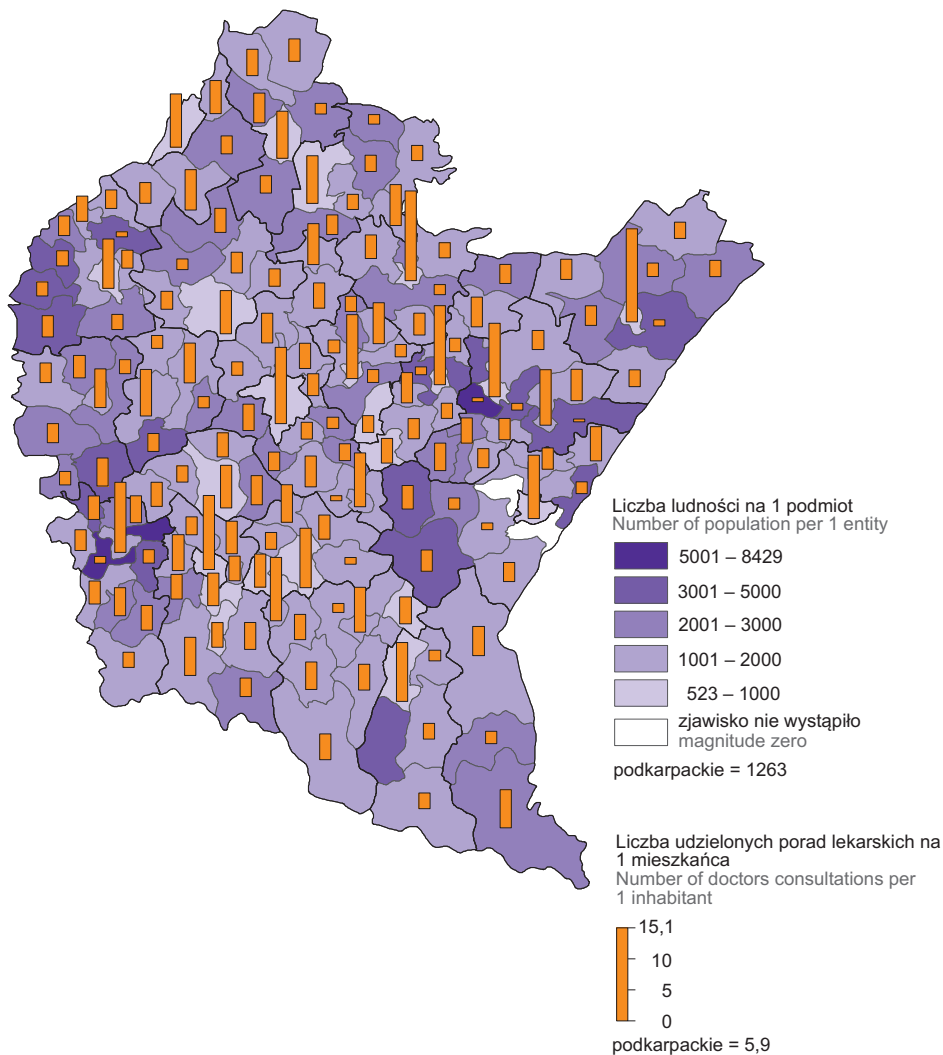 Liczba ludności na 1 podmiot
Number of population per 1 entity
5001 – 8429
3001 – 5000
2001 – 3000
1001 – 2000
523 – 1000
zjawisko nie wystąpiło
magnitude zero
podkarpackie = 1263
Liczba udzielonych porad lekarskich na
1 mieszkańca
Number of doctors consultations per
1 inhabitant
15,1
10
5
0
podkarpackie = 5,9